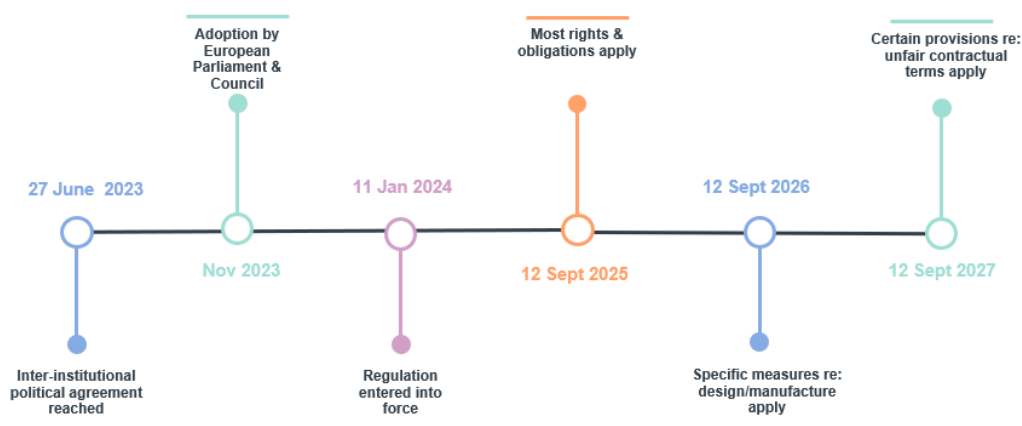 Adoption by
European
Parliament &
Council
Most rights &
obligations apply
Certain provisions re:
unfair contractual
terms apply
27 June 2023
11 Jan 2024
12 Sept 2026
Nov 2023
12 Sept 2025
12 Sept 2027
Inter-institutional
political agreement
reached
Regulation
entered into
force
Specific measures re:
design/manufacture
apply